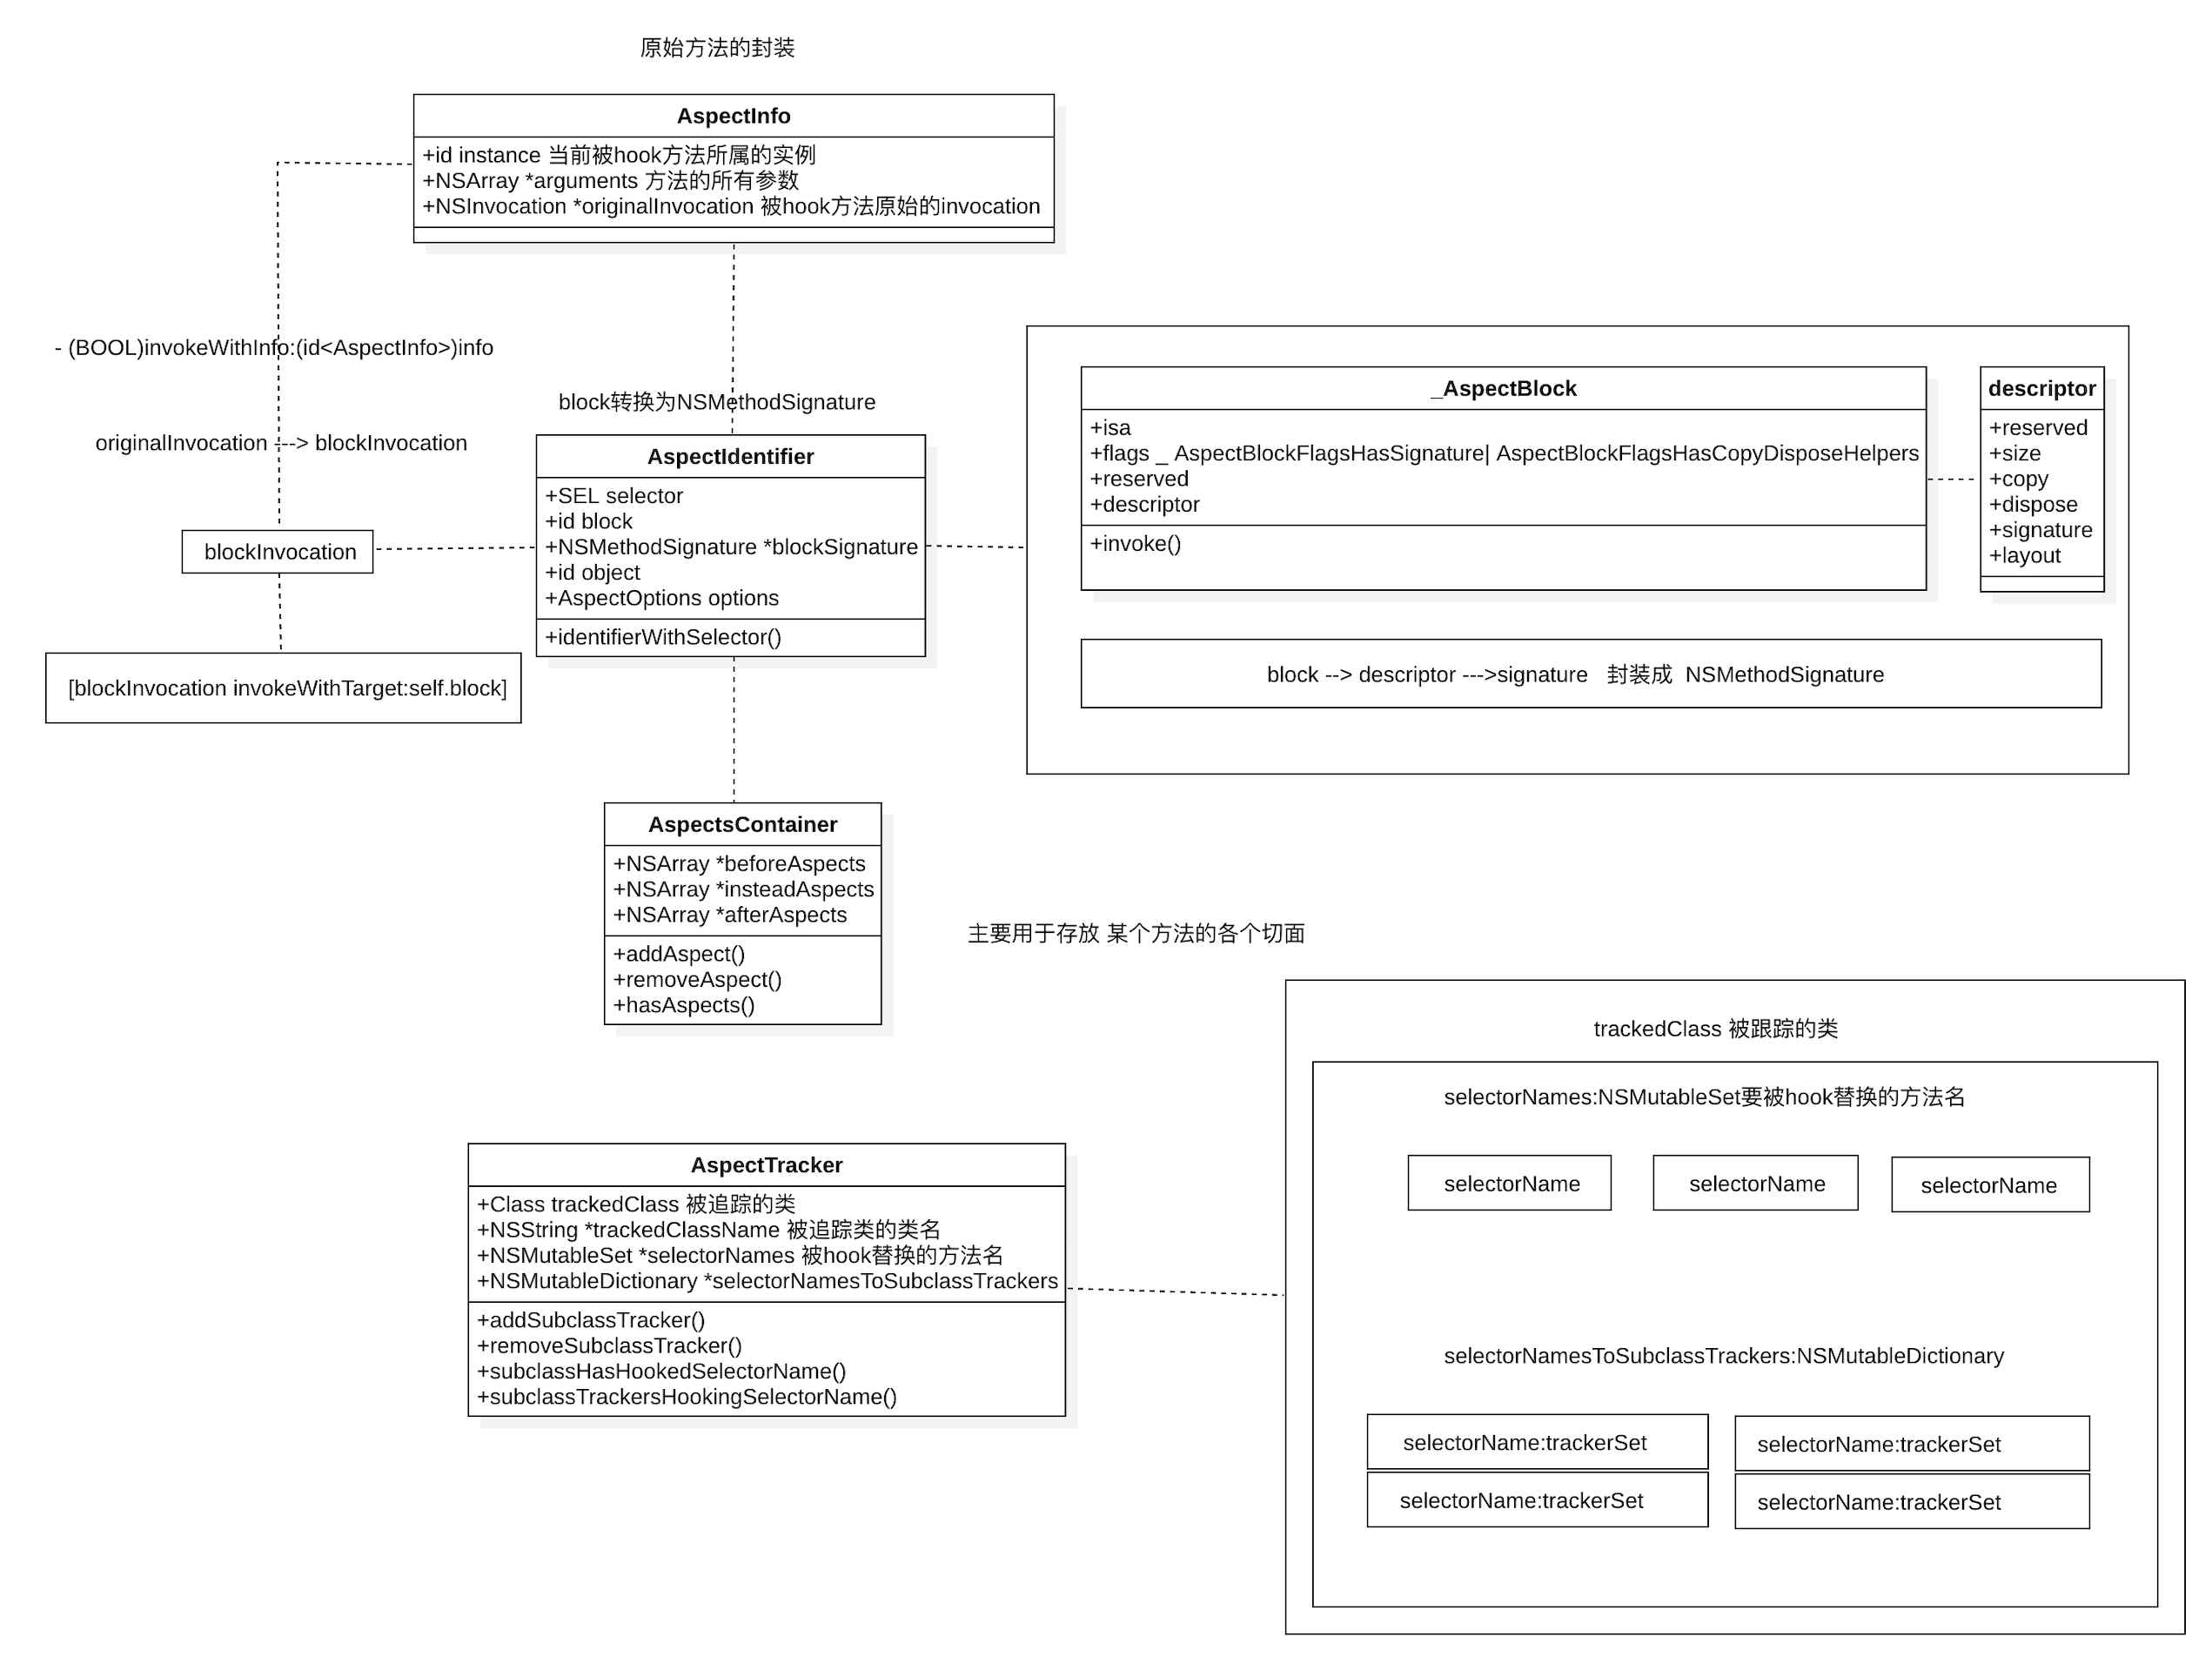 原始方法的封装
AspectInfo
+id instance 当前被hook方法所属的实例
+NSArray *arguments 方法的所有参数
+NSInvocation *originalInvocation 被hook方法原始的invocation
- (BOOL)invokeWithInfo:(id<AspectInfo>)info
block转换为NSMethodSignature
originalInvocation ---> blockInvocation
AspectIdentifier
+SEL selector
+id block
+NSMethodSignature *blockSignature
+id object
+AspectOptions options
+identifierWithSelector()
blockInvocation
[blockInvocation invokeWithTarget:self.block]
_AspectBlock
+isa
+flags _ AspectBlockFlagsHasSignature| AspectBlockFlagsHasCopyDisposeHelpers
+reserved
+descriptor
+invoke()
descriptor
+reserved
+size
+copy
+dispose
+signature
+layout
block --> descriptor --->signature 封装成 NSMethodSignature
AspectsContainer
+NSArray *beforeAspects
+NSArray *insteadAspects
+NSArray *afterAspects
+addAspect()
+removeAspect()
+hasAspects()
主要用于存放 某个方法的各个切面
AspectTracker
+Class trackedClass 被追踪的类
+NSString *trackedClassName 被追踪类的类名
+NSMutableSet *selectorNames 被hook替换的方法名
+NSMutableDictionary *selectorNamesToSubclassTrackers
+addSubclassTracker()
+removeSubclassTracker()
+subclassHasHookedSelectorName()
+subclassTrackersHookingSelectorName()
trackedClass 被跟踪的类
selectorNames:NSMutableSet要被hook替换的方法名
selectorName
selectorName
selectorName
selectorNamesToSubclassTrackers:NSMutableDictionary
selectorName:trackerSet
selectorName:trackerSet
selectorName:trackerSet
selectorName:trackerSet